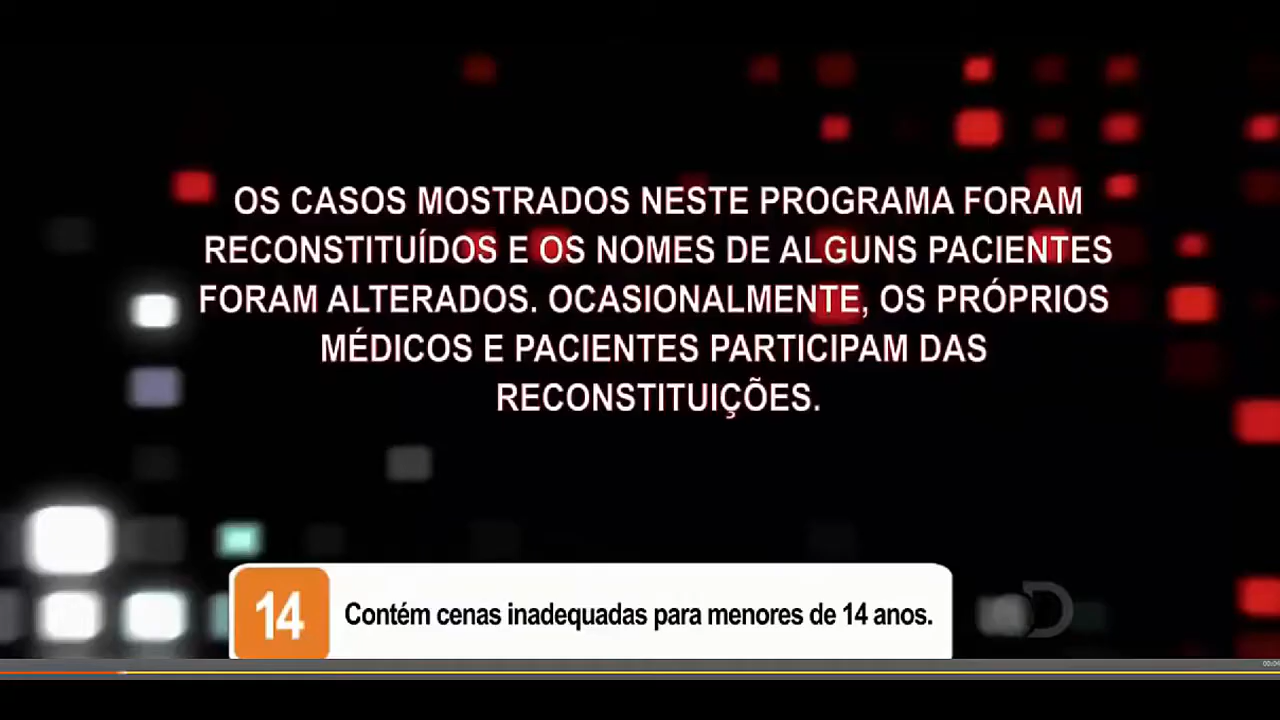 OS CASOS MOSTRADOS NESTE PROGRAMA FORAM
RECONSTITUÍDOS E OS NOMES DE ALGUNS PACIENTES
FORAM ALTERADOS. OCASIONALMENTE, OS PRÓPRIOS
MÉDICOS E PACIENTES PARTICIPAM DAS
RECONSTITUIÇÕES.
14 Contém cenas inadequadas para menores de 14 anos.